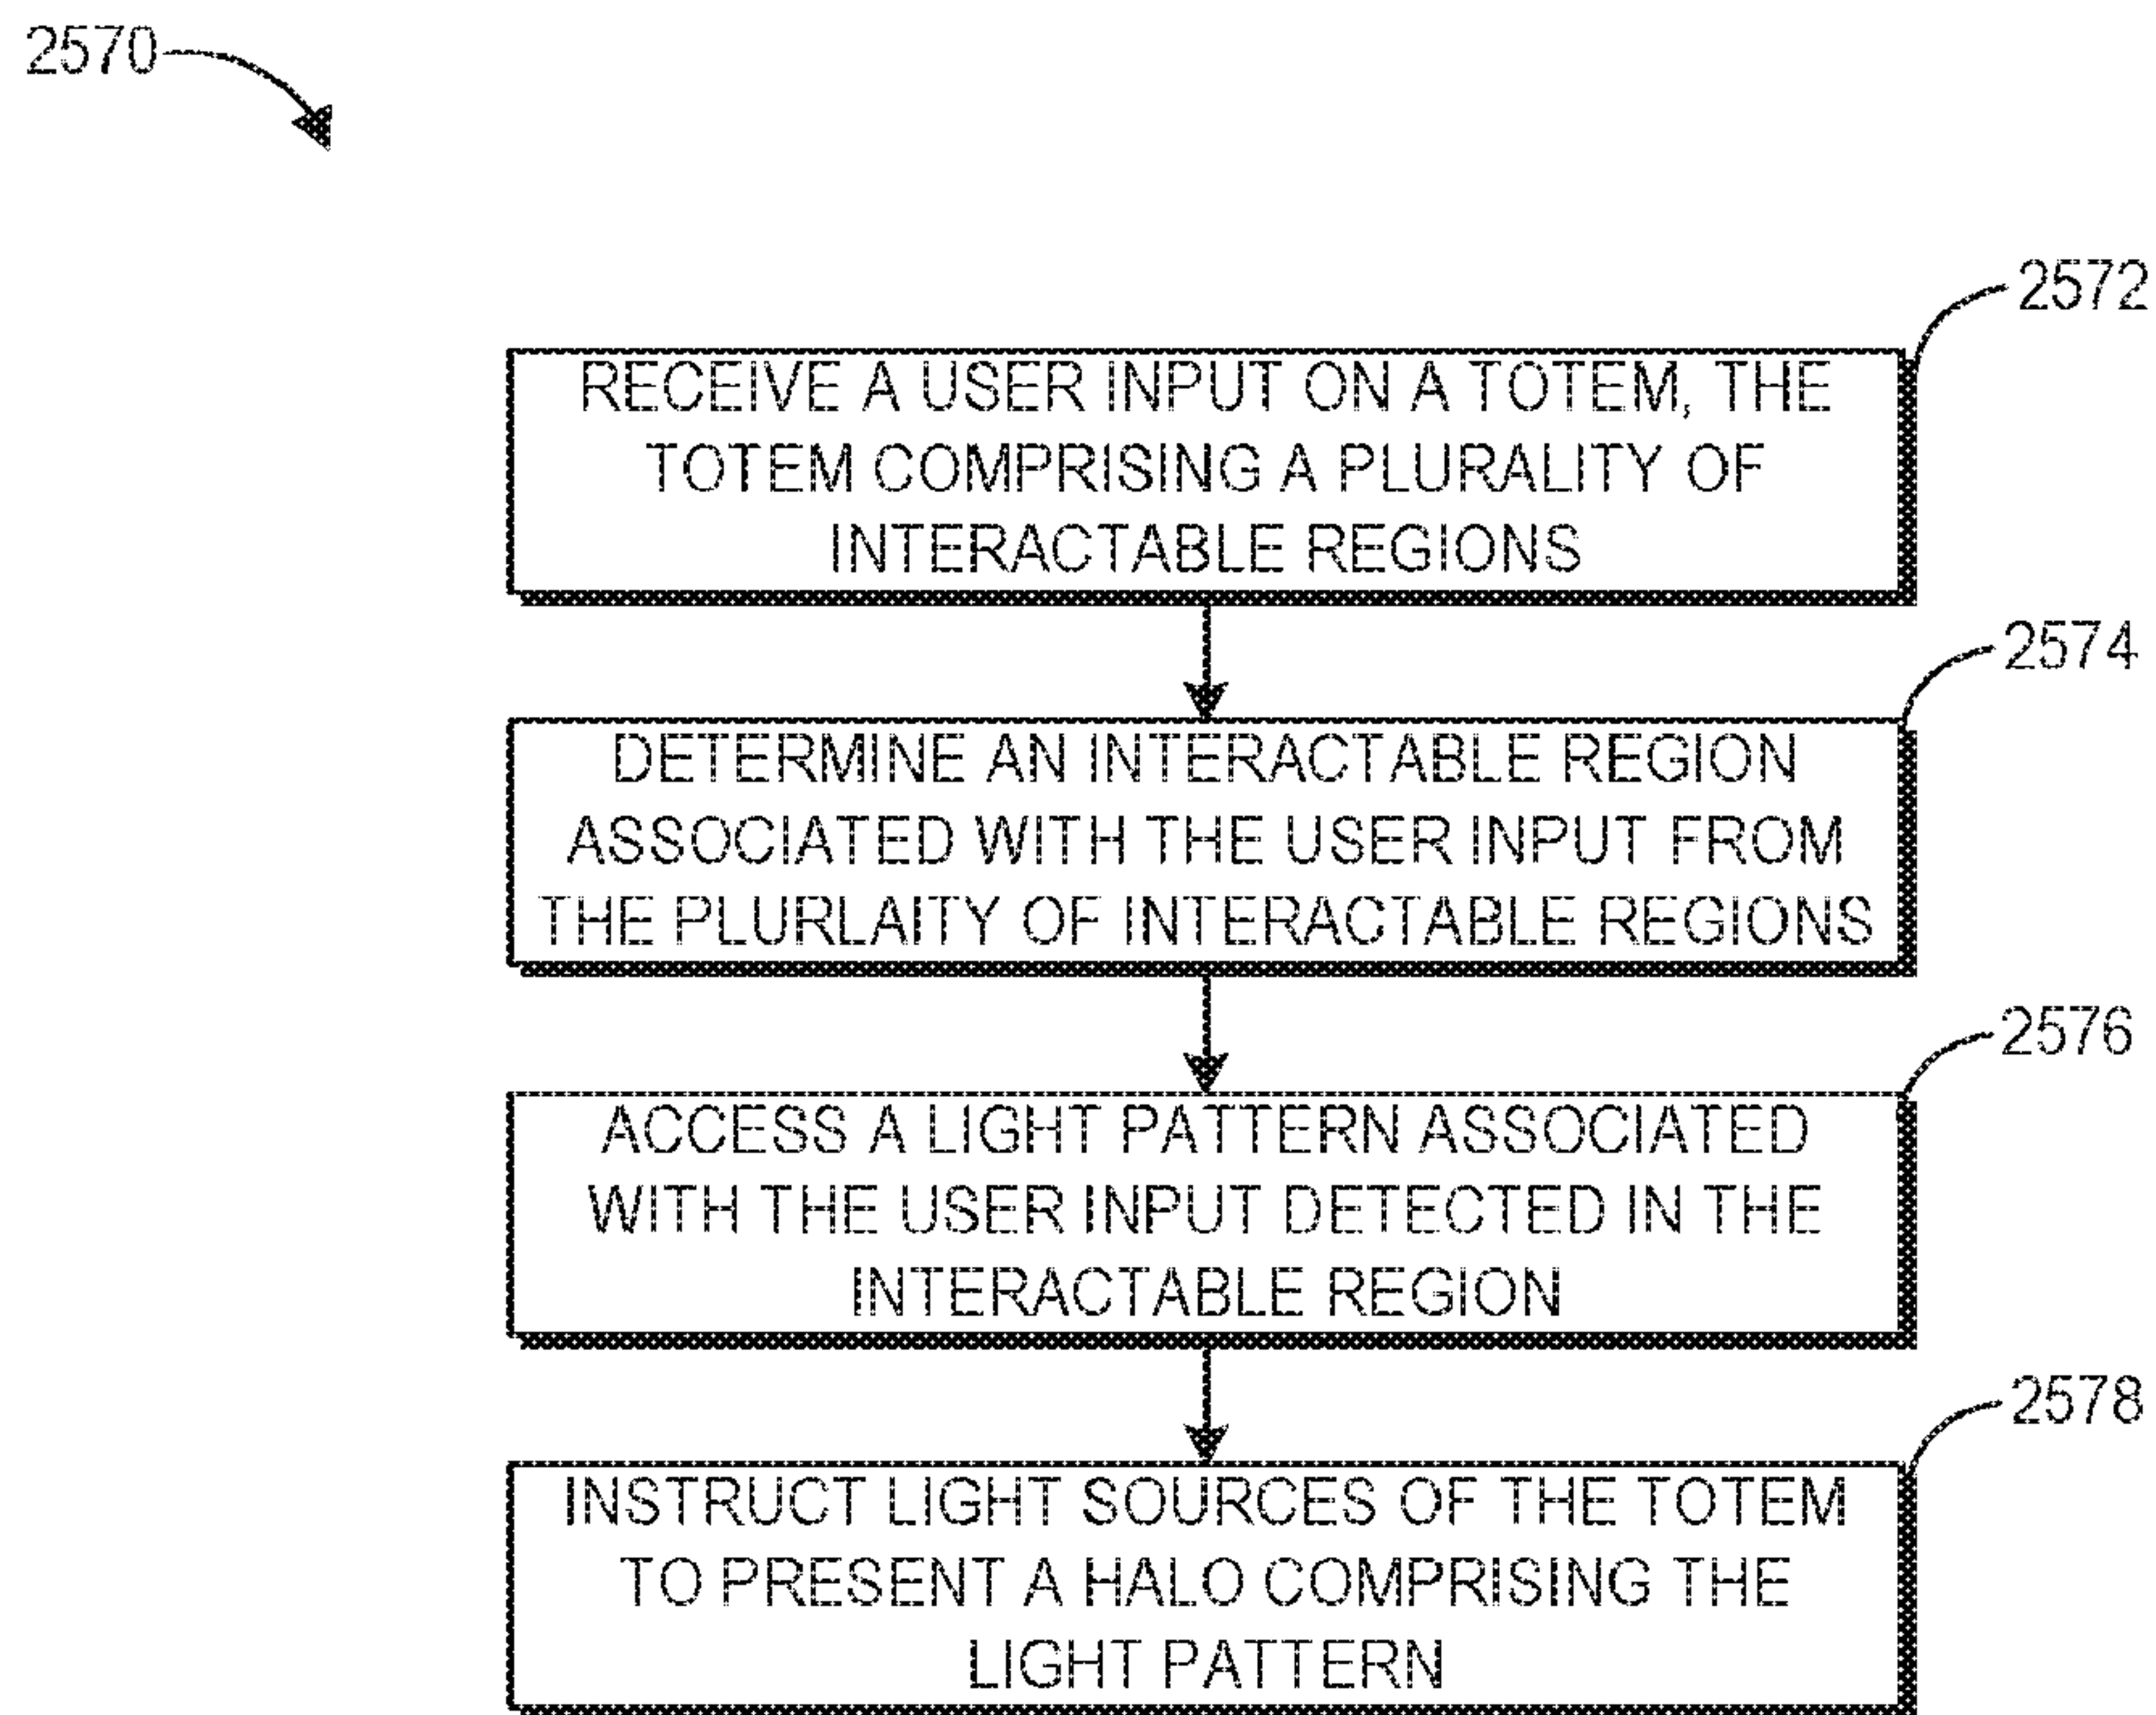 2570
2572
RECEIVE A USER INPUT ON A TOTEM, THE
TOTEM COMPRISING A PLURALITY OF
INTERACTABLE REGIONS
2574
DETERMINE AN INTERACTABLE REGION
ASSOCIATED WITH THE USER INPUT FROM
THE PLURLAITY OF INTERACTABLE REGIONS
2576
ACCESS A LIGHT PATTERN ASSOCIATED
WITH THE USER INPUT DETECTED IN THE
INTERACTABLE REGION
2578
INSTRUCT LIGHT SOURCES OF THE TOTEM
TO PRESENT A HALO COMPRISING THE
LIGHT PATTERN